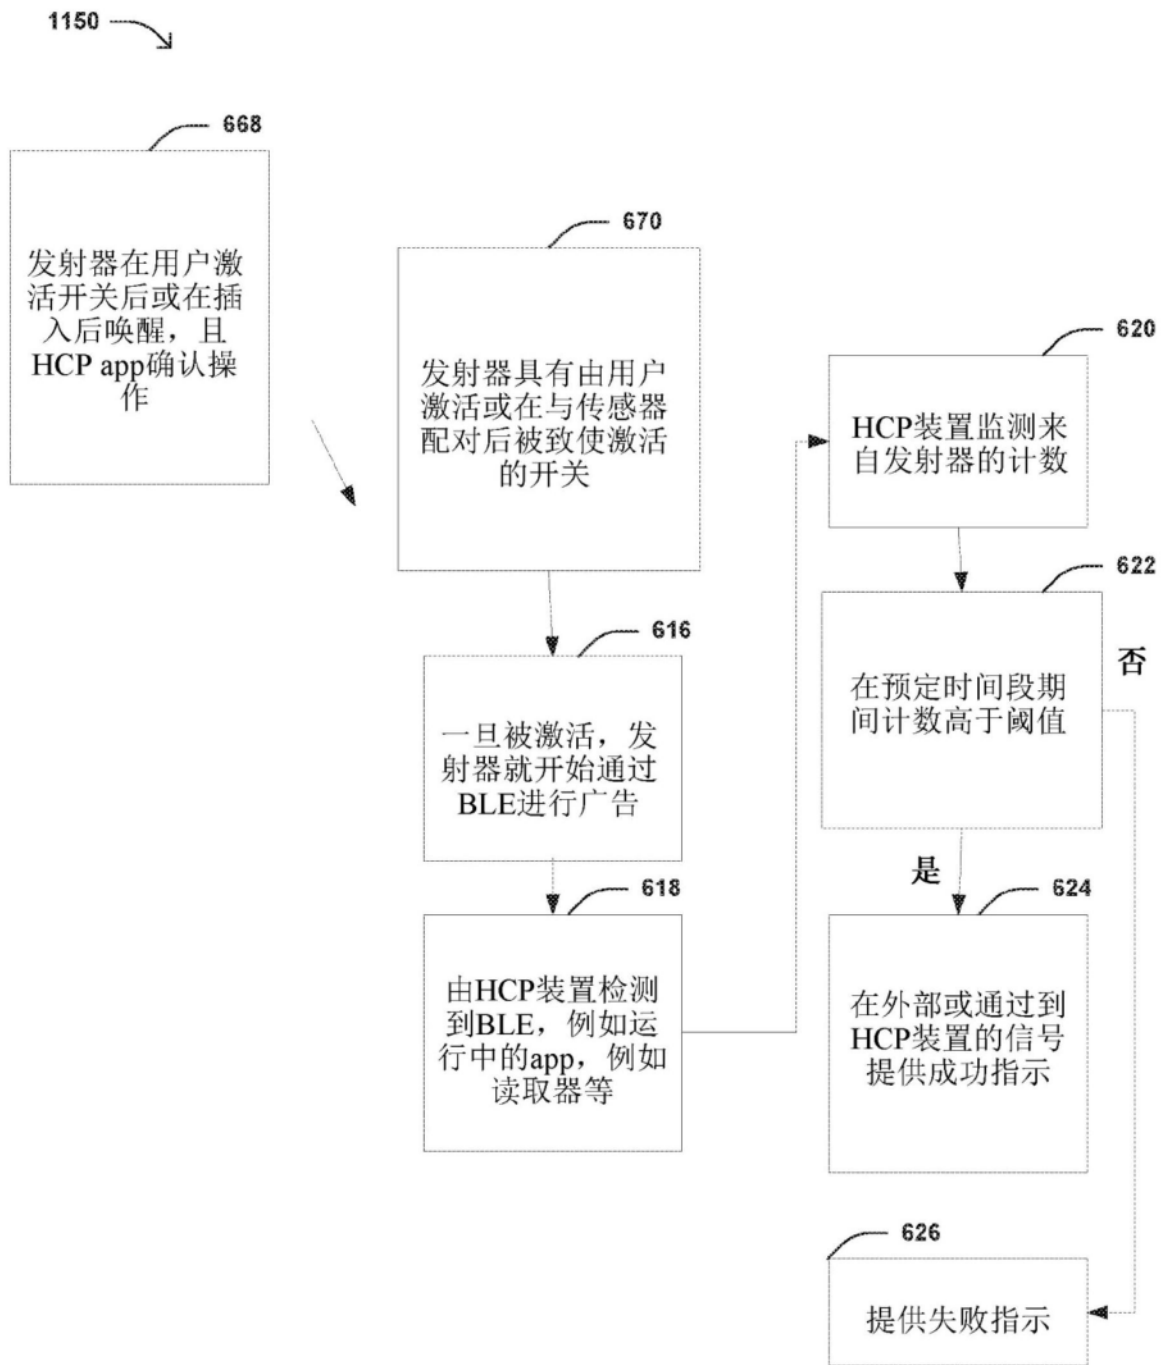 1150
668
发射器在用户激
活开关后或在插
入后唤醒，且
HCP app确认操
作
670
发射器具有由用户
激活或在与传感器
配对后被致使激活
的开关
616
一旦被激活，发
射器就开始通过
BLE进行广告
618
由HCP装置检测
到BLE，例如运
行中的app，例如
读取器等
620
HCP装置监测来
自发射器的计数
622
在预定时间段期
间计数高于阈值
否
是
624
在外部或通过到
HCP装置的信号
提供成功指示
626
提供失败指示